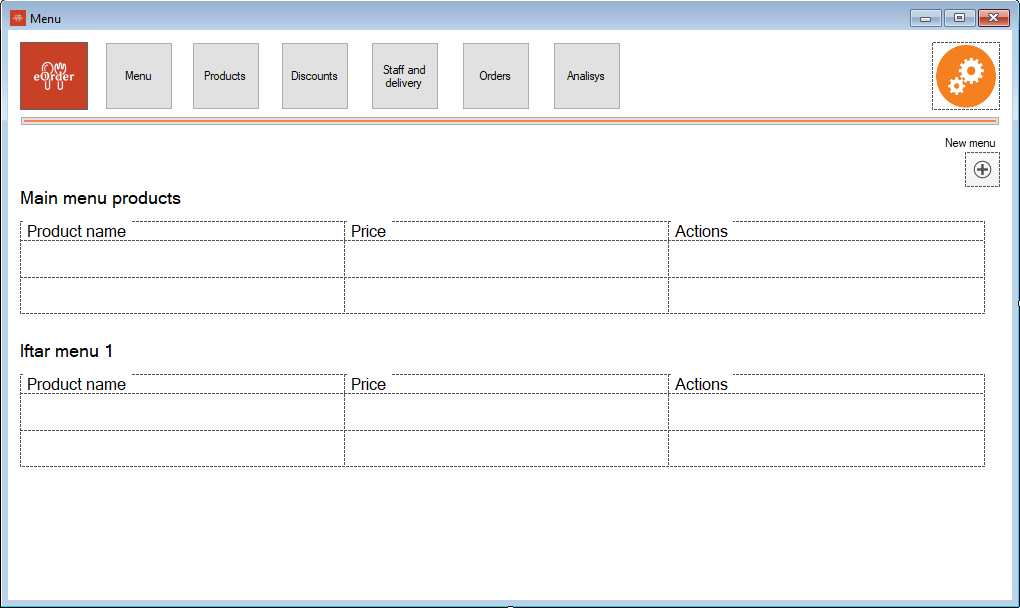 Menu
eOrder
Menu
Products
Discounts
Staff and
delivery
Orders
Analisys
New menu
Main menu products
Product name Price Actions
Iftar menu 1
Product name Price Actions